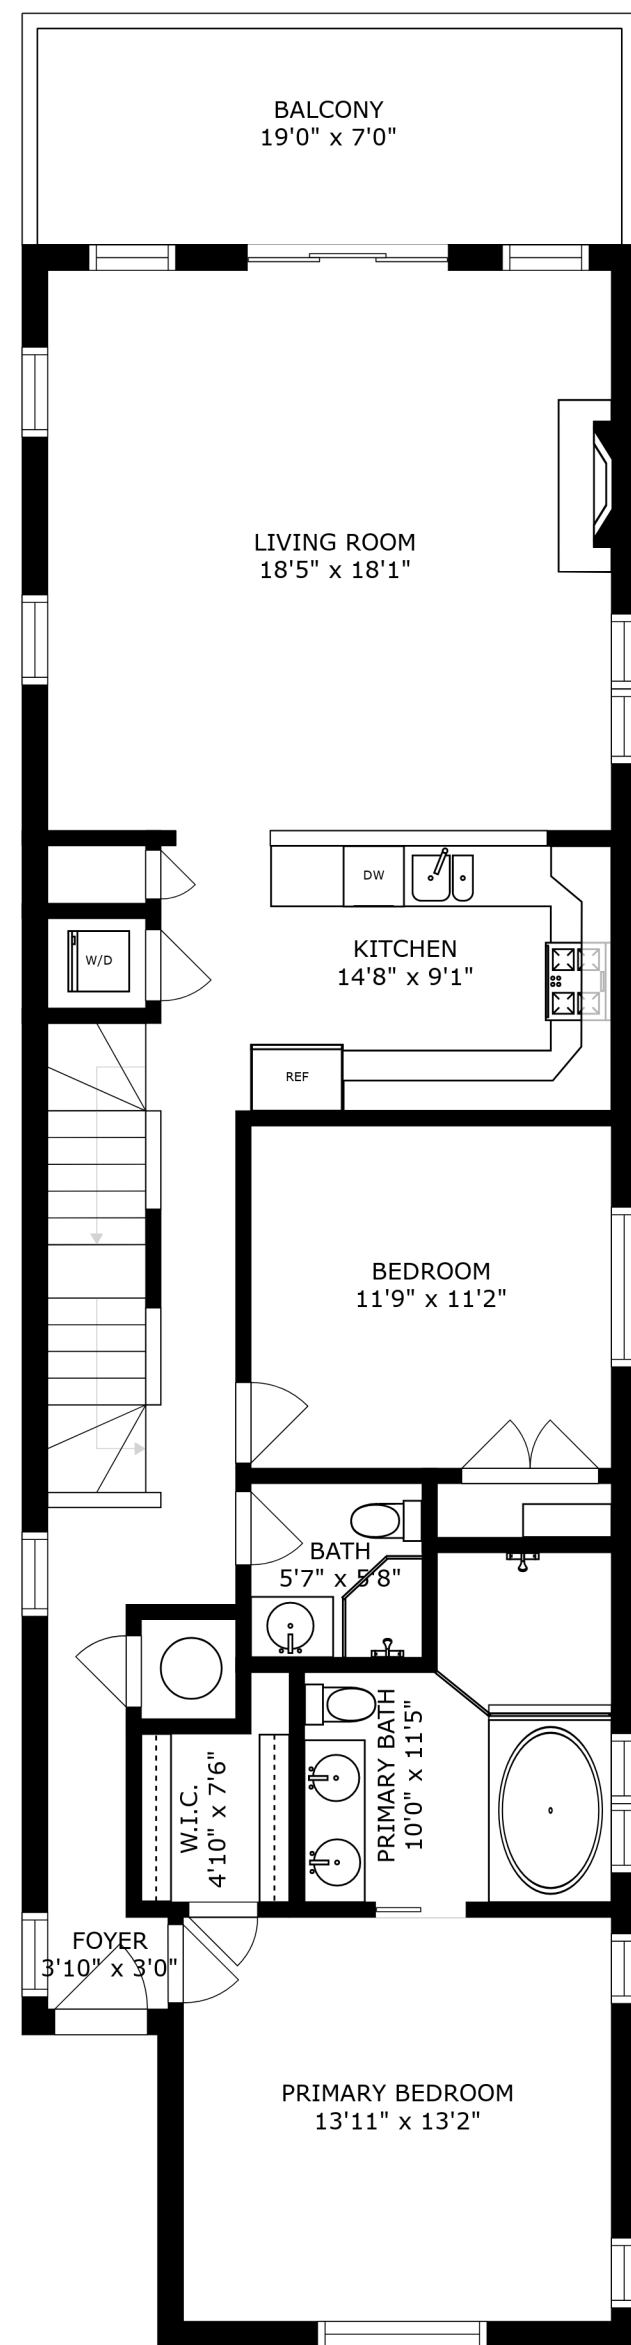 BALCONY
19'0" x 7'0"
LIVING ROOM
18'5" x 18'1"
DW
KITCHEN
14'8" x 9'1"
W/D
REF
BEDROOM
11'9" x 11'2"
BATH
5'7" x 5'8"
PRIMARY BATH
10'0" x 11'5"
W.I.C.
4'10" x 7'6"
FOYER
3'10" x 3'0"
PRIMARY BEDROOM
13'11" x 13'2"